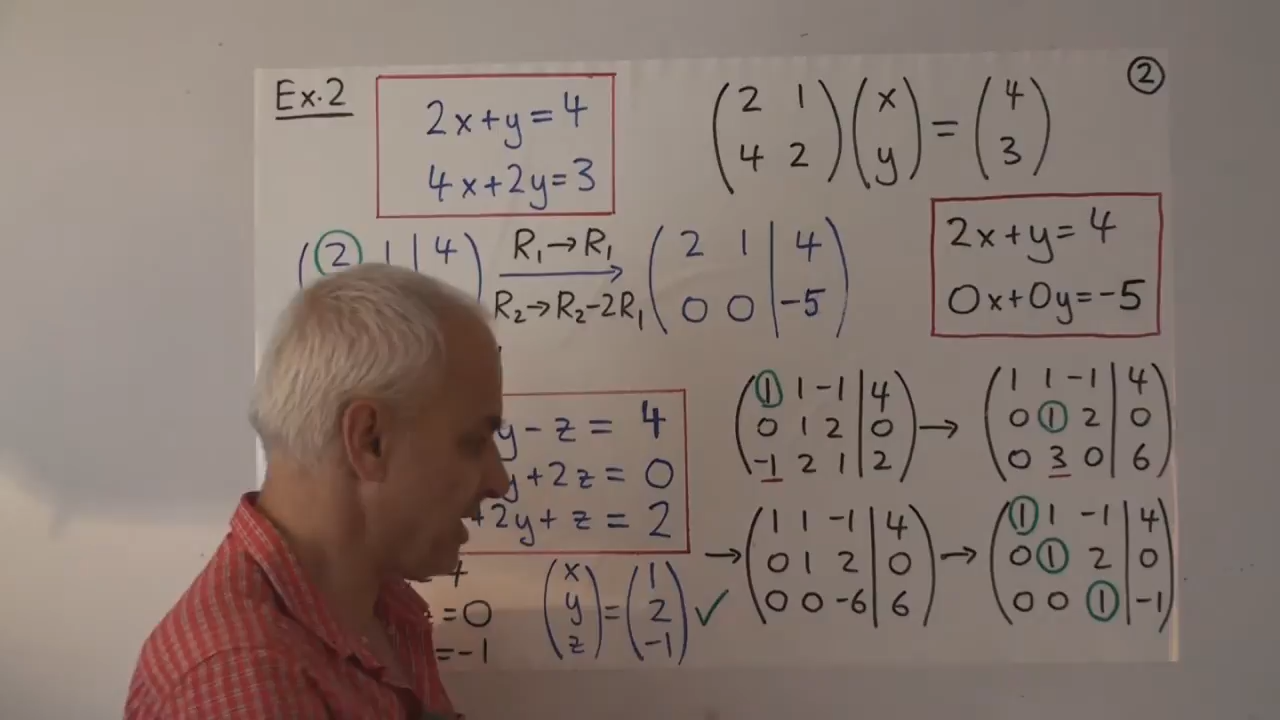 Ex.2
2x+y=4
4x+2y=3
(2 1
4 2) (x
y) = (4
3)
②
(2 1 | 4)
R₁→R₁
R₂→R₂-2R₁
(2 1 | 4
0 0 | -5)
2x+y=4
0x+0y=-5
y-z=4
y+2z=0
+2y+z=2
(1 1 -1 | 4
0 1 2 | 0
-1 2 1 | 2) →
(1 1 -1 | 4
0 1 2 | 0
0 3 0 | 6)
→ (1 1 -1 | 4
0 1 2 | 0
0 0 -6 | 6) →
(1 1 -1 | 4
0 1 2 | 0
0 0 1 | -1)
=0
=-1
(x
y
z) = (1
2
-1) ✓